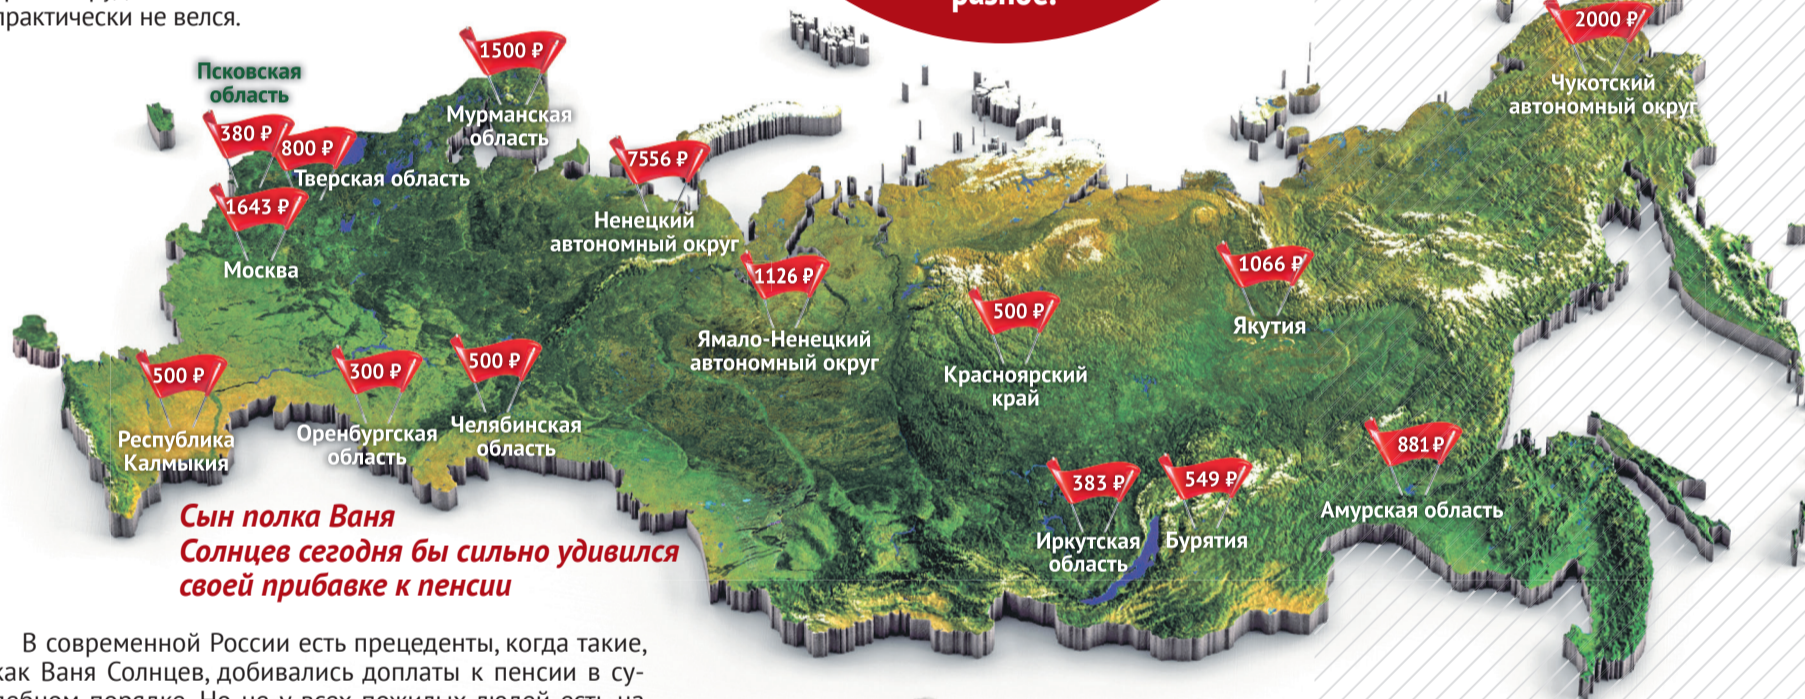 практически не велся.
разное.
1500 ₽
Мурманская
область
2000 ₽
Чукотский
автономный округ
Псковская
область
380 ₽
800 ₽
Тверская область
1643 ₽
Москва
7556 ₽
Ненецкий
автономный округ
1126 ₽
Ямало-Ненецкий
автономный округ
500 ₽
Красноярский
край
1066 ₽
Якутия
500 ₽
Республика
Калмыкия
300 ₽
Оренбургская
область
500 ₽
Челябинская
область
383 ₽
Иркутская
область
549 ₽
Бурятия
881 ₽
Амурская область
Сын полка Ваня
Солнцев сегодня бы сильно удивился
своей прибавке к пенсии
В современной России есть прецеденты, когда такие,
как Ваня Солнцев, добивались доплаты к пенсии в су-